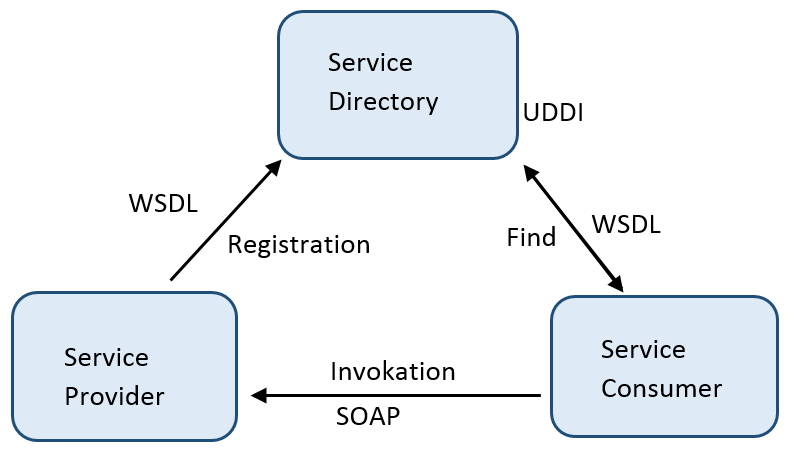 Service
Directory
UDDI
WSDL
Registration
Find
WSDL
Service
Provider
Invokation
SOAP
Service
Consumer